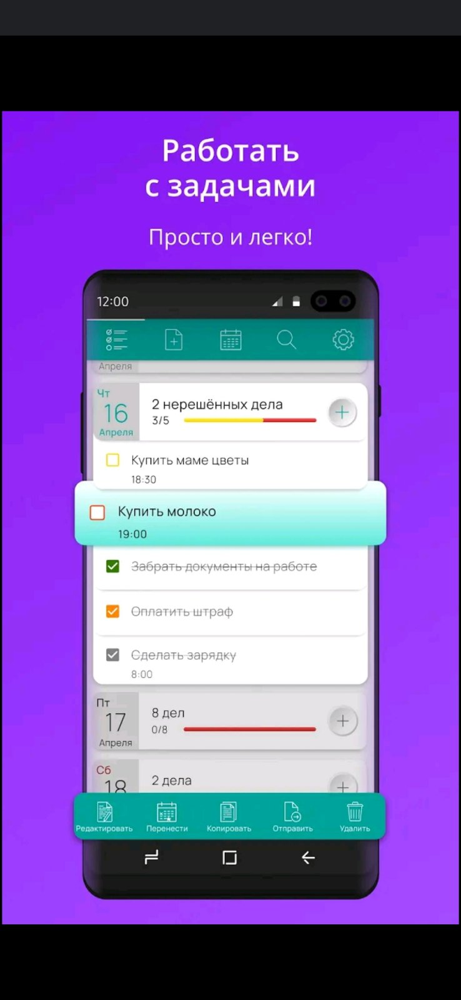 Работать
с задачами
Просто и легко!
12:00
Апреля
Чт
16
Апреля
2 нерешённых дела
3/5
Купить маме цветы
18:30
Купить молоко
19:00
Забрать документы на работе
Оплатить штраф
Сделать зарядку
8:00
Пт
17
Апреля
8 дел
0/8
Сб
18
2 дела
Редактировать Перенести Копировать Отправить Удалить